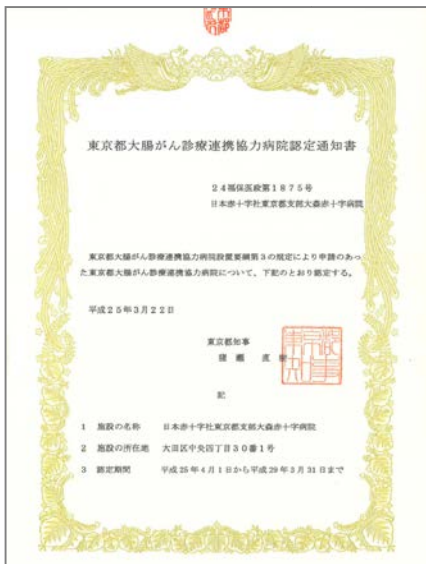 東京都大腸がん診療連携協力病院認定通知書
24福保医政第1875号
日本赤十字社東京都支部大森赤十字病院
東京都大腸がん診療連携協力病院設置要綱第3の規定により申請のあっ
た東京都大腸がん診療連携協力病院について、下記のとおり認定する。
平成25年3月22日
東京都知事
猪瀬 直樹
記
1 施設の名称 日本赤十字社東京都支部大森赤十字病院
2 施設の所在地 大田区中央四丁目30番1号
3 認定期間 平成25年4月1日から平成29年3月31日まで